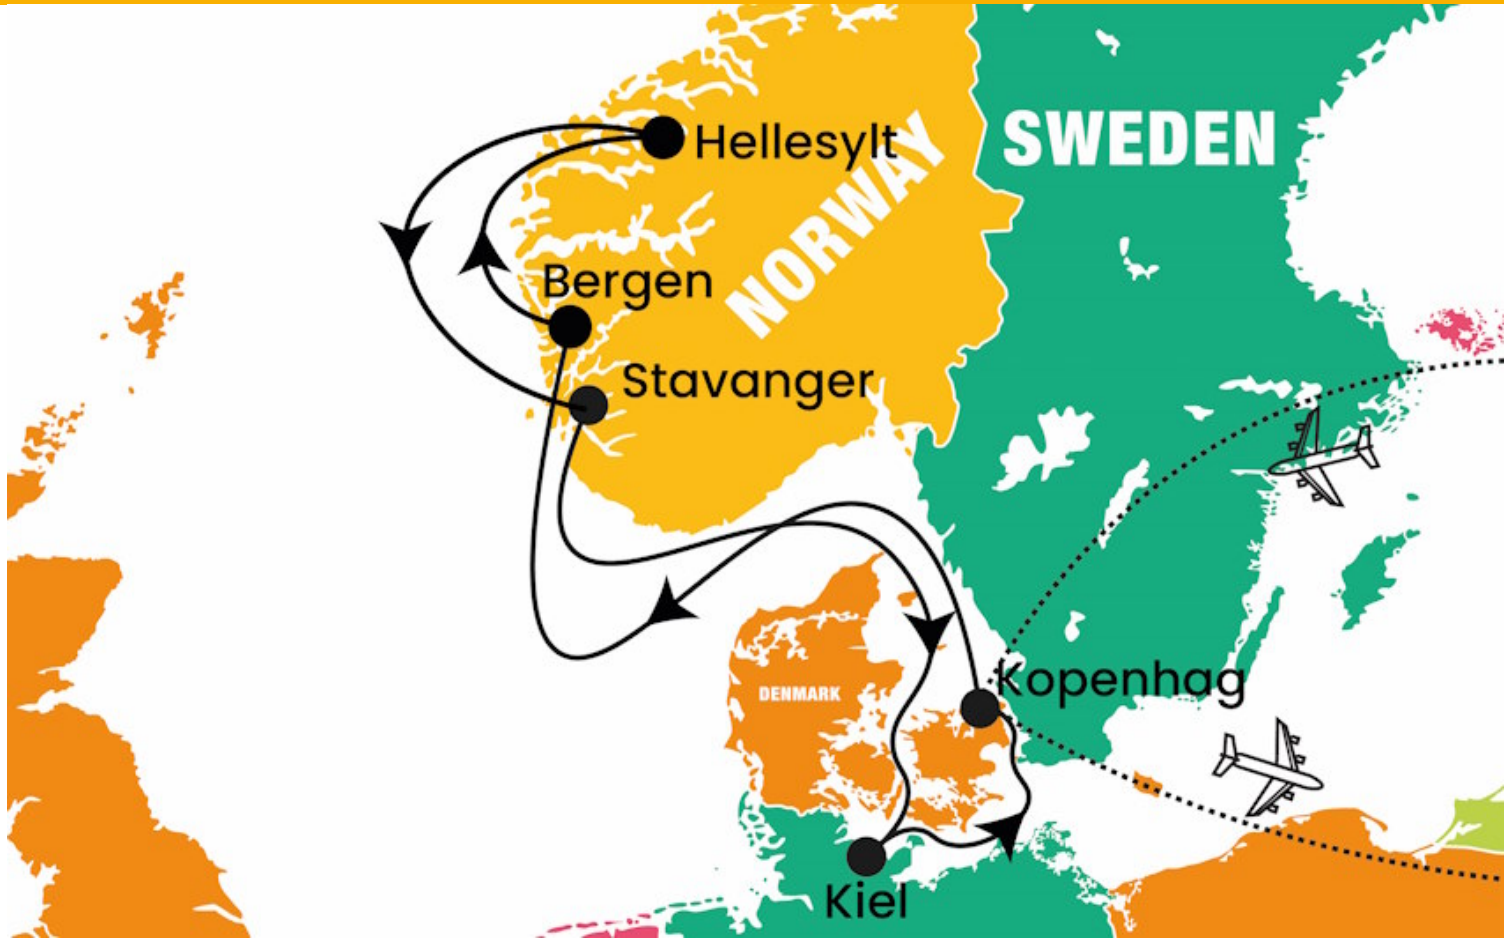 Hellesylt
SWEDEN
NORWAY
Bergen
Stavanger
Kopenhag
DENMARK
Kiel